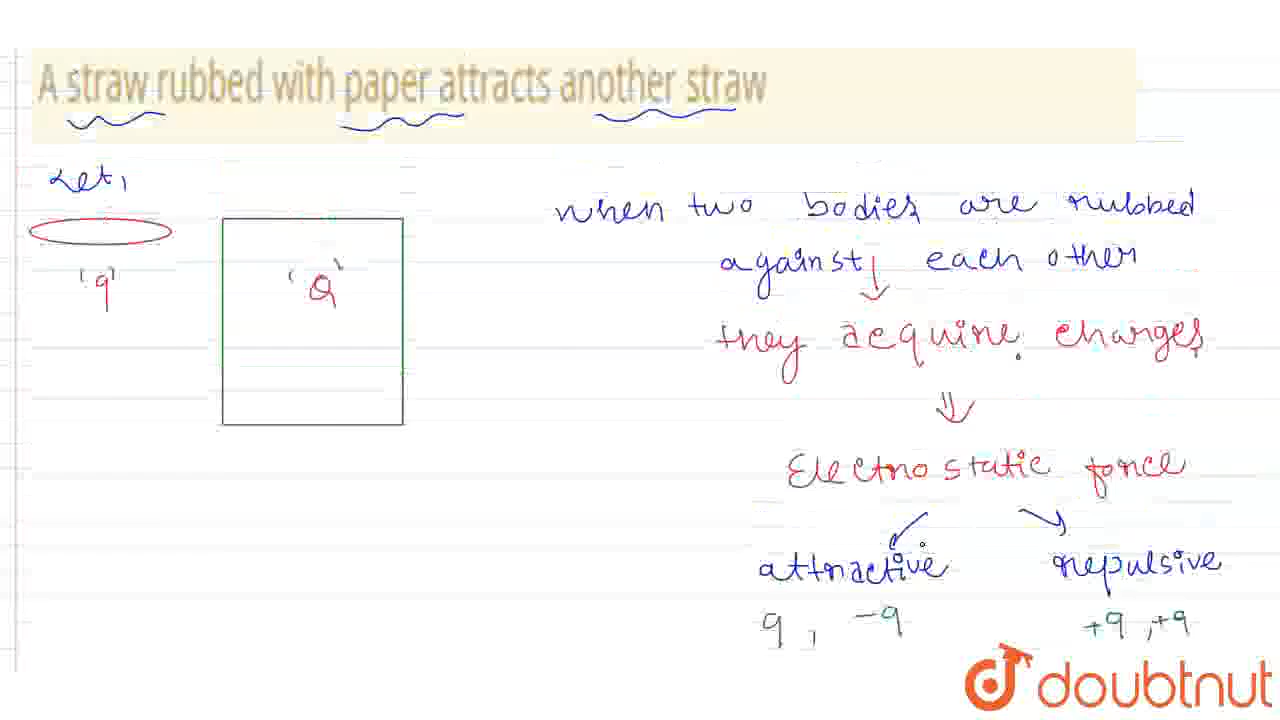 A straw rubbed with paper attracts another straw
Let,
'q'
'Q'
when two bodies are rubbed
against each other
they acquire charges
Electrostatic force
attractive repulsive
q, -q +q, +q
doubtnut